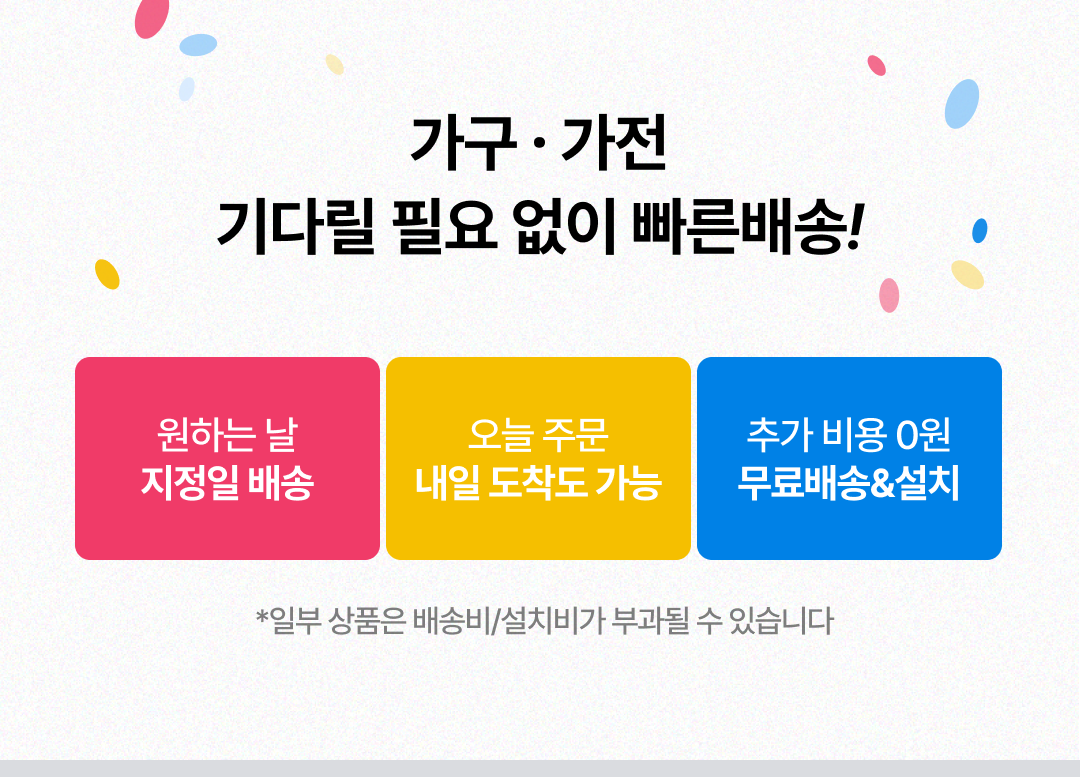 가구 · 가전
기다릴 필요 없이 빠른배송!
원하는 날
지정일 배송
오늘 주문
내일 도착도 가능
추가 비용 0원
무료배송&설치
*일부 상품은 배송비/설치비가 부과될 수 있습니다